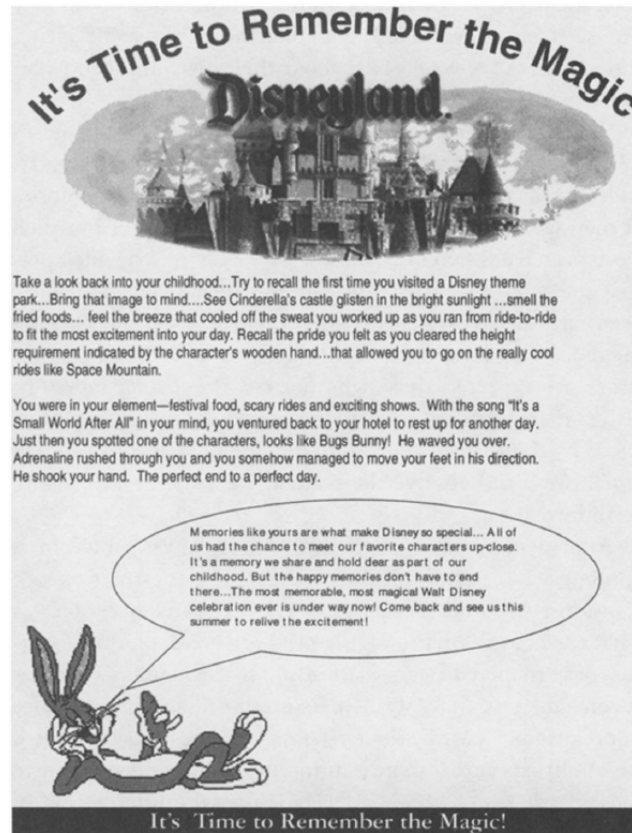 It's Time to Remember the Magic
Disneyland.
Take a look back into your childhood...Try to recall the first time you visited a Disney theme
park...Bring that image to mind....See Cinderella's castle glisten in the bright sunlight ...smell the
fried foods... feel the breeze that cooled off the sweat you worked up as you ran from ride-to-ride
to fit the most excitement into your day. Recall the pride you felt as you cleared the height
requirement indicated by the character's wooden hand...that allowed you to go on the really cool
rides like Space Mountain.
You were in your element—festival food, scary rides and exciting shows. With the song "It's a
Small World After All" in your mind, you ventured back to your hotel to rest up for another day.
Just then you spotted one of the characters, looks like Bugs Bunny! He waved you over.
Adrenaline rushed through you and you somehow managed to move your feet in his direction.
He shook your hand. The perfect end to a perfect day.
Memories like yours are what make Disney so special... All of
us had the chance to meet our favorite characters up-close.
It's a memory we share and hold dear as part of our
childhood. But the happy memories don't have to end
there...The most memorable, most magical Walt Disney
celebration ever is under way now! Come back and see us this
summer to relive the excitement!
It's Time to Remember the Magic!